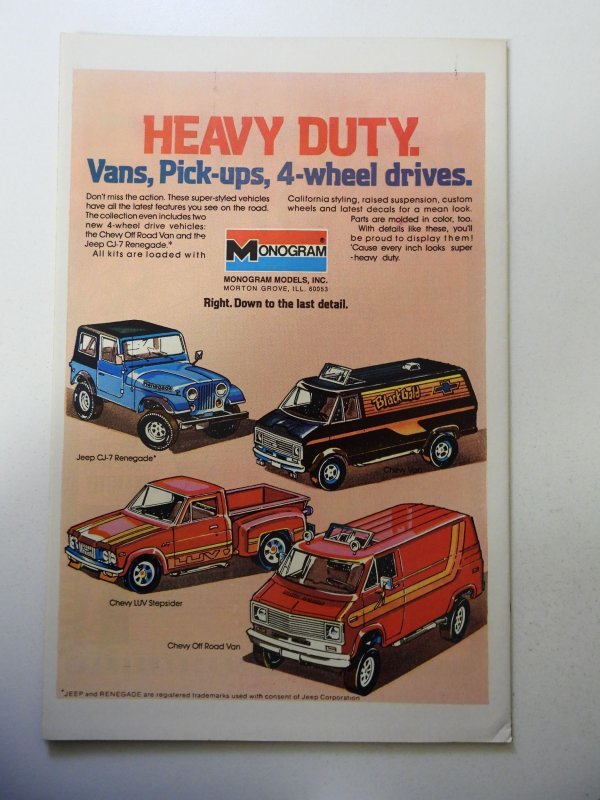 HEAVY DUTY.
Vans, Pick-ups, 4-wheel drives.
Don't miss the action. These super-styled vehicles
have all the latest features you see on the road.
The collection even includes two
new 4-wheel drive vehicles:
the Chevy Off Road Van and the
Jeep CJ-7 Renegade.*
All kits are loaded with
California styling, raised suspension, custom
wheels and latest decals for a mean look.
Parts are molded in color, too.
With details like these, you'll
be proud to display them!
'Cause every inch looks super
-heavy duty.
MONOGRAM®
MONOGRAM MODELS, INC.
MORTON GROVE, ILL. 60053
Right. Down to the last detail.
Renegade
Jeep CJ-7 Renegade*
Black Gold
Chevy Van
LUV
Chevy LUV Stepsider
Chevy Off Road Van
*JEEP and RENEGADE are registered trademarks used with consent of Jeep Corporation